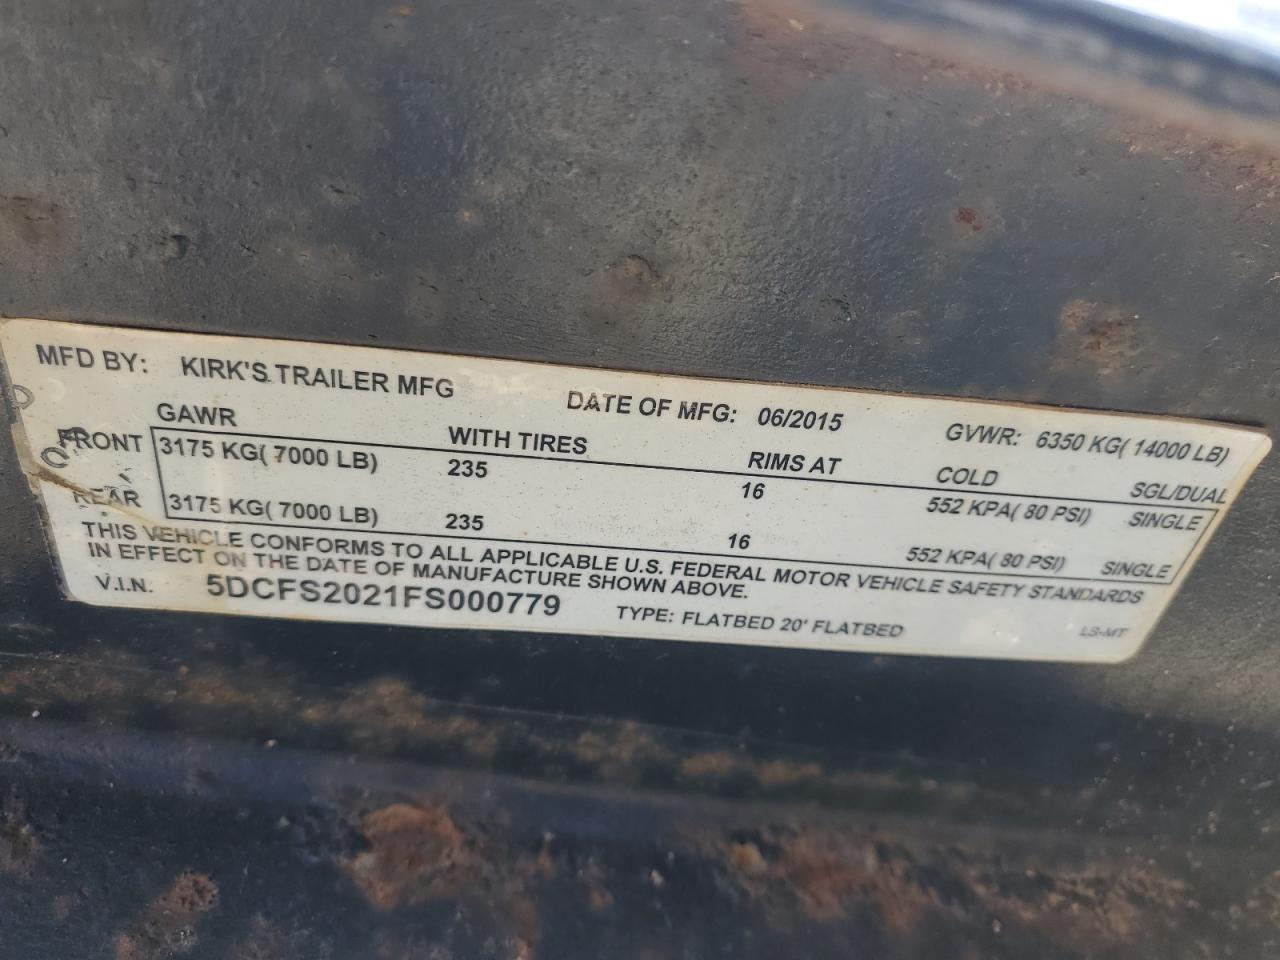 MFD BY: KIRK'S TRAILER MFG DATE OF MFG: 06/2015 GVWR: 6350 KG( 14000 LB)
GAWR WITH TIRES RIMS AT COLD SGL/DUAL
FRONT 3175 KG( 7000 LB) 235 16 552 KPA( 80 PSI) SINGLE
REAR 3175 KG( 7000 LB) 235 16 552 KPA( 80 PSI) SINGLE
THIS VEHICLE CONFORMS TO ALL APPLICABLE U.S. FEDERAL MOTOR VEHICLE SAFETY STANDARDS
IN EFFECT ON THE DATE OF MANUFACTURE SHOWN ABOVE.
V.I.N. 5DCFS2021FS000779 TYPE: FLATBED 20' FLATBED LS-MT